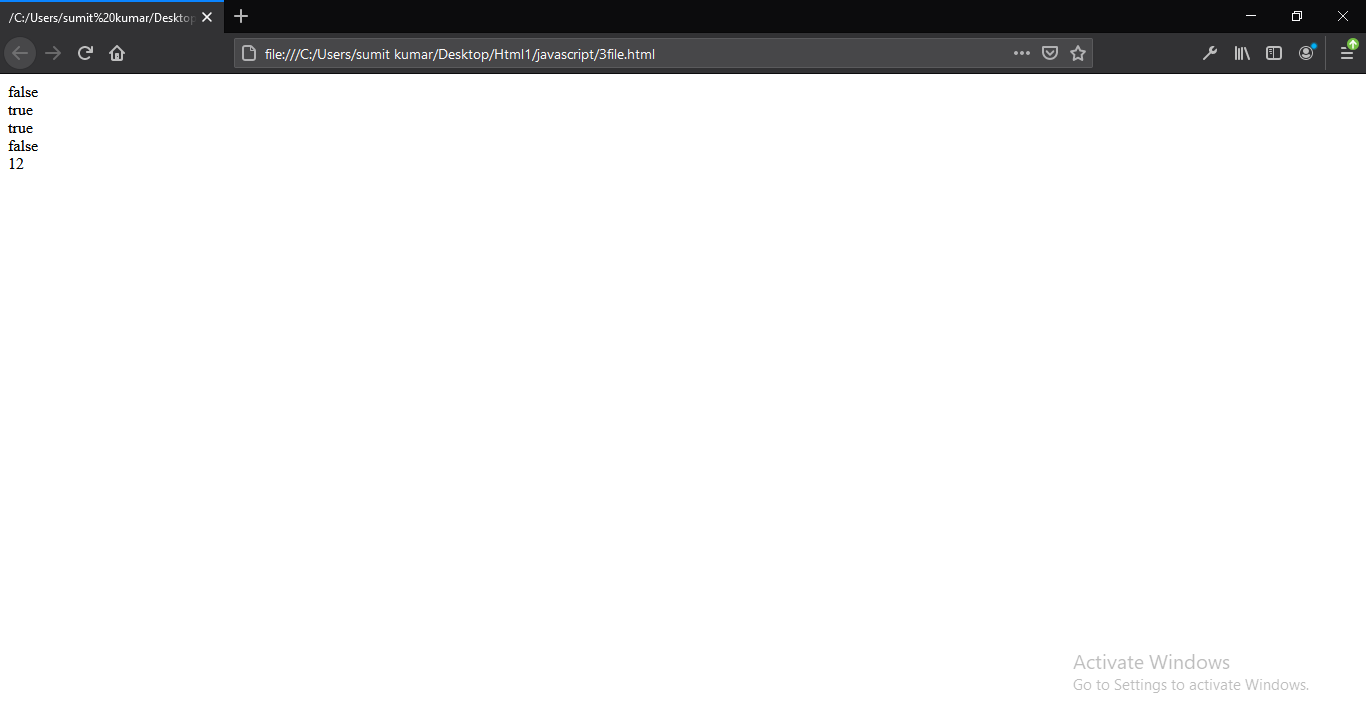 /C:/Users/sumit%20kumar/Desktop
file:///C:/Users/sumit kumar/Desktop/Html1/javascript/3file.html
false
true
true
false
12
Activate Windows
Go to Settings to activate Windows.